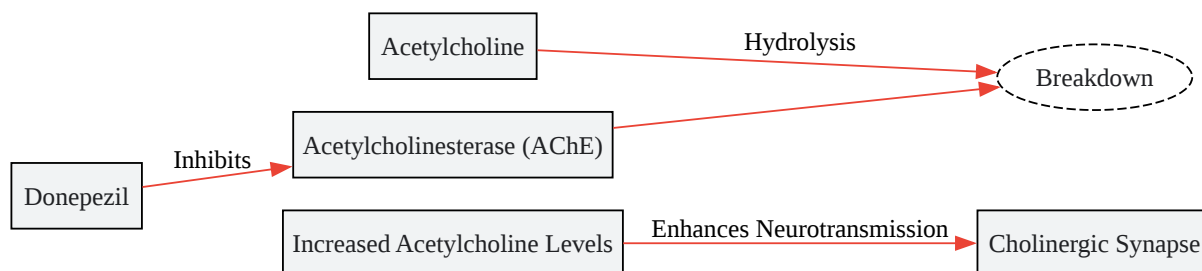 Acetylcholine
Hydrolysis
Breakdown
Acetylcholinesterase (AChE)
Inhibits
Donepezil
Increased Acetylcholine Levels
Enhances Neurotransmission
Cholinergic Synapse